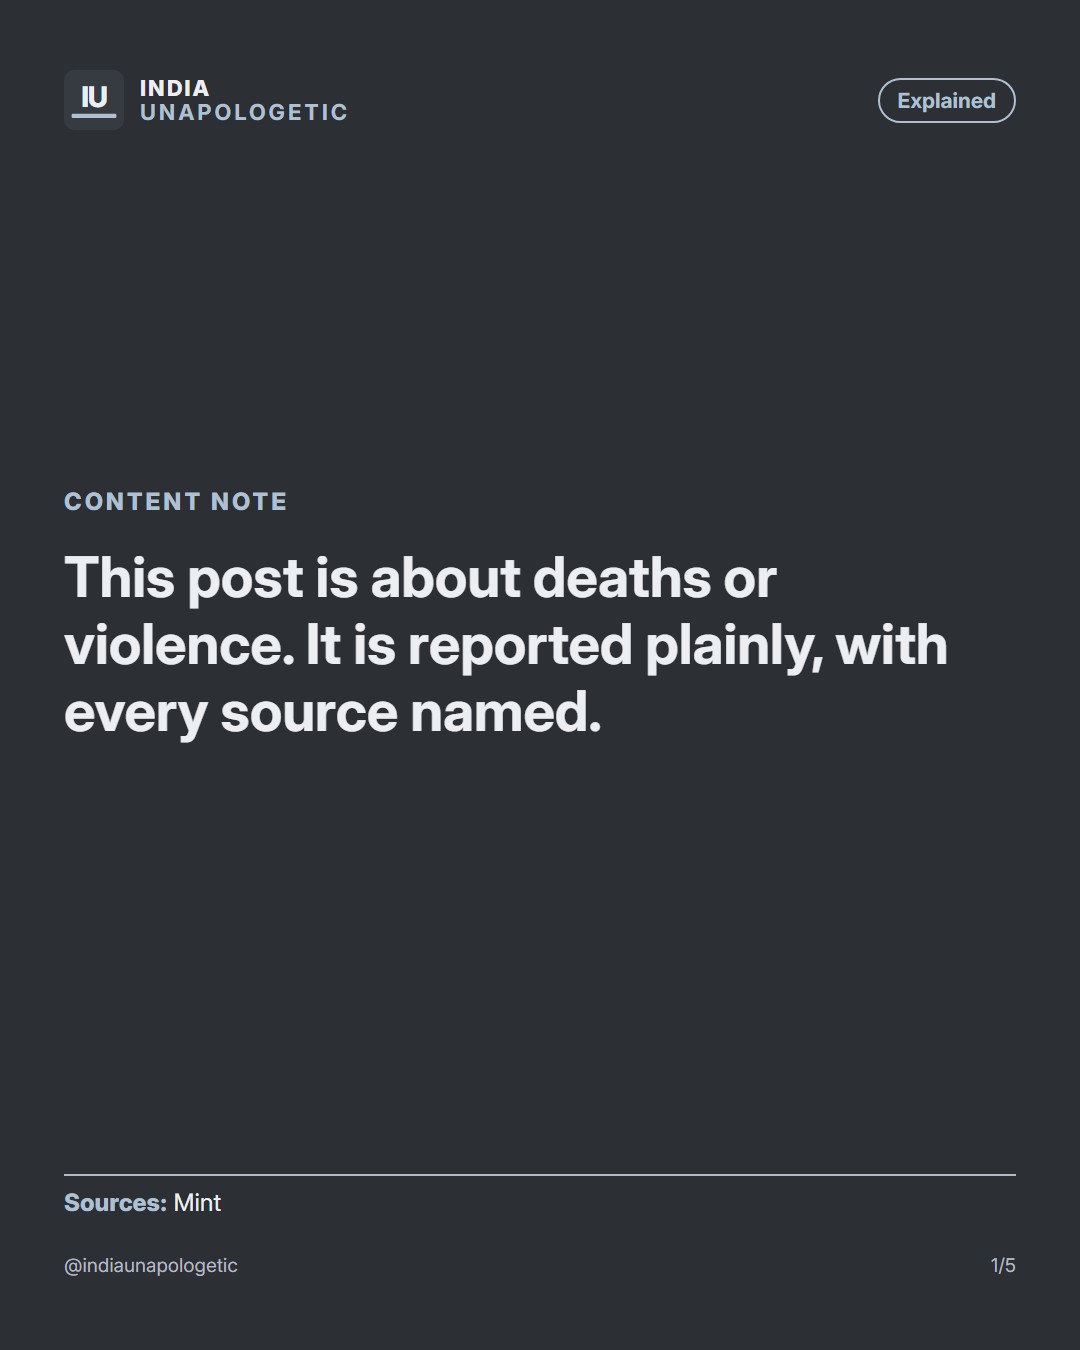 IU
INDIA
UNAPOLOGETIC
Explained
CONTENT NOTE
This post is about deaths or
violence. It is reported plainly, with
every source named.
Sources: Mint
@indiaunapologetic
1/5